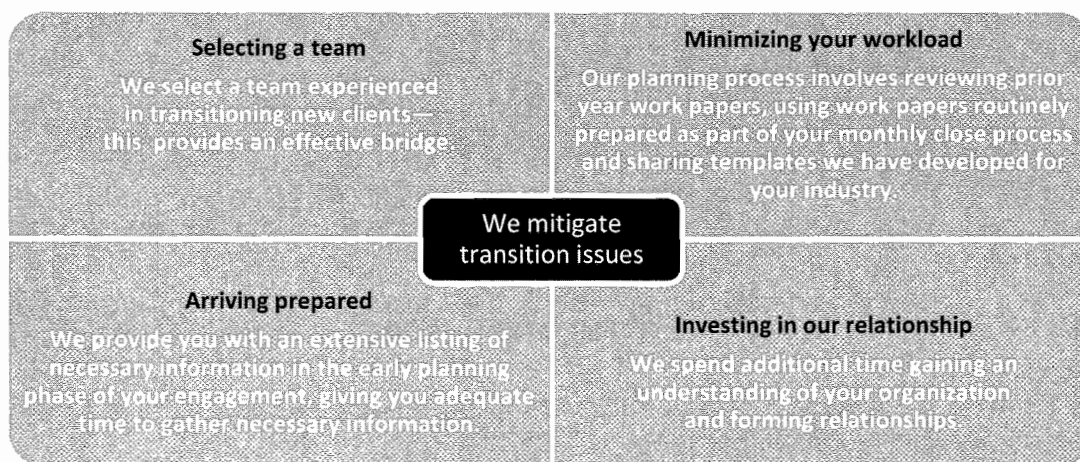 Selecting a team
We select a team experienced
in transitioning new clients—
this provides an effective bridge.
Minimizing your workload
Our planning process involves reviewing prior
year work papers, using work papers routinely
prepared as part of your monthly close process
and sharing templates we have developed for
your industry.
We mitigate
transition issues
Arriving prepared
We provide you with an extensive listing of
necessary information in the early planning
phase of your engagement, giving you adequate
time to gather necessary information.
Investing in our relationship
We spend additional time gaining an
understanding of your organization
and forming relationships.